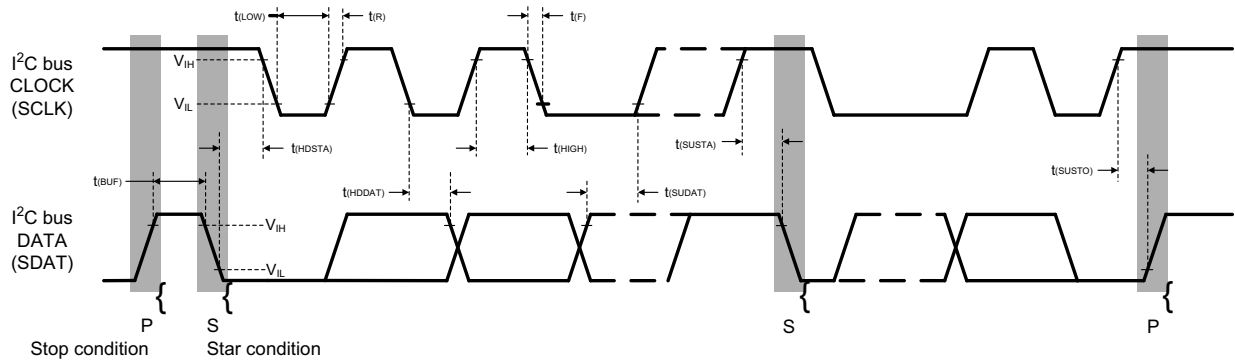 t(LOW)
t(R)
t(F)
I²C bus
CLOCK
(SCLK)
VIH
VIL
t(HDSTA)
t(HIGH)
t(SUSTA)
t(SUSTO)
t(BUF)
t(HDDAT)
t(SUDAT)
I²C bus
DATA
(SDAT)
VIH
VIL
{
{
{
{
P
S
S
P
Stop condition
Star condition